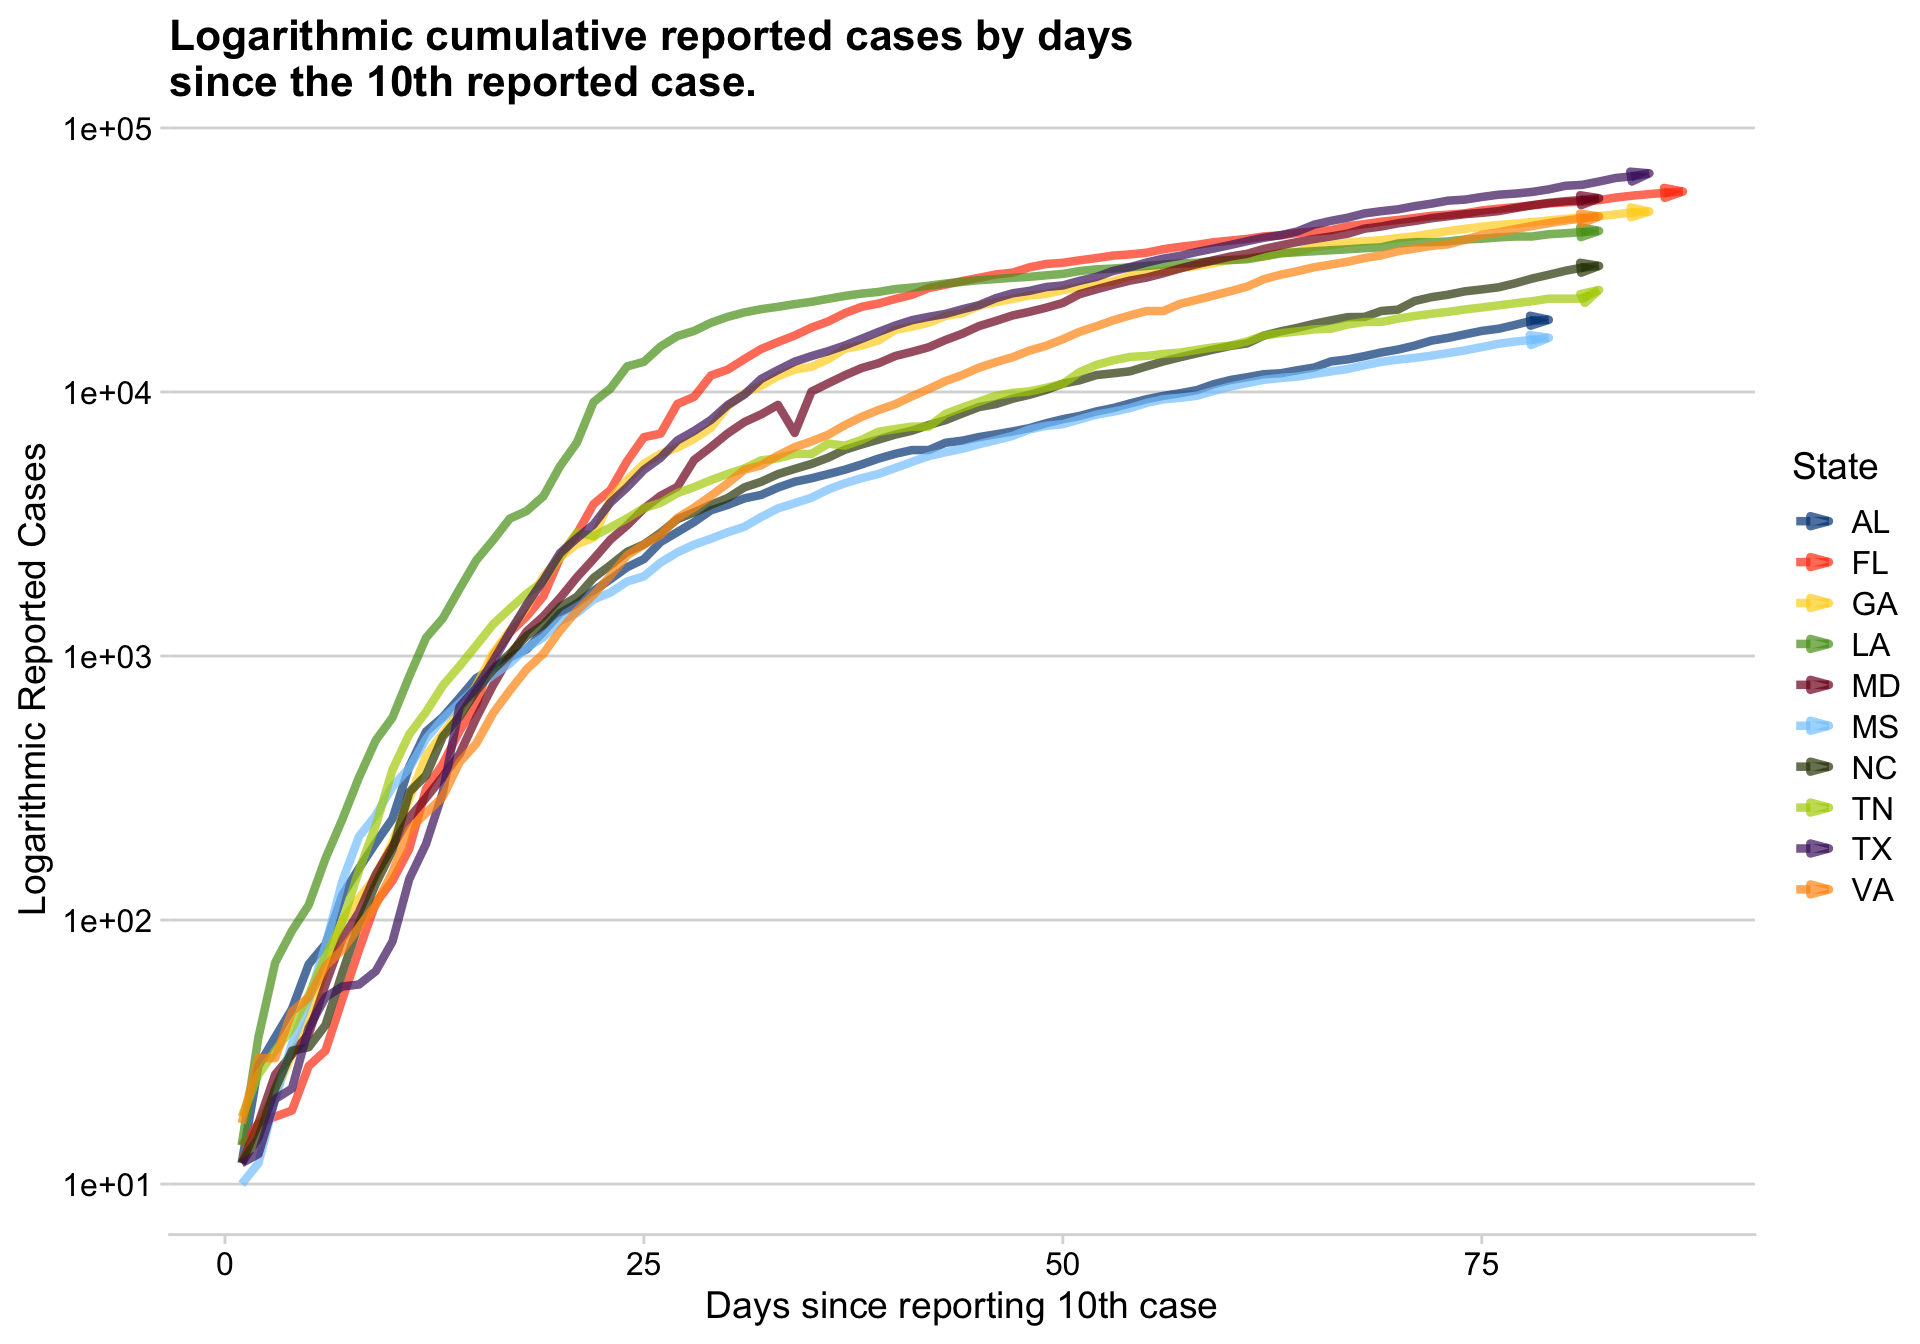 Logarithmic cumulative reported cases by days
since the 10th reported case.
1e+05
1e+04
1e+03
1e+02
1e+01
Logarithmic Reported Cases
0
25
50
75
Days since reporting 10th case
State
AL
FL
GA
LA
MD
MS
NC
TN
TX
VA